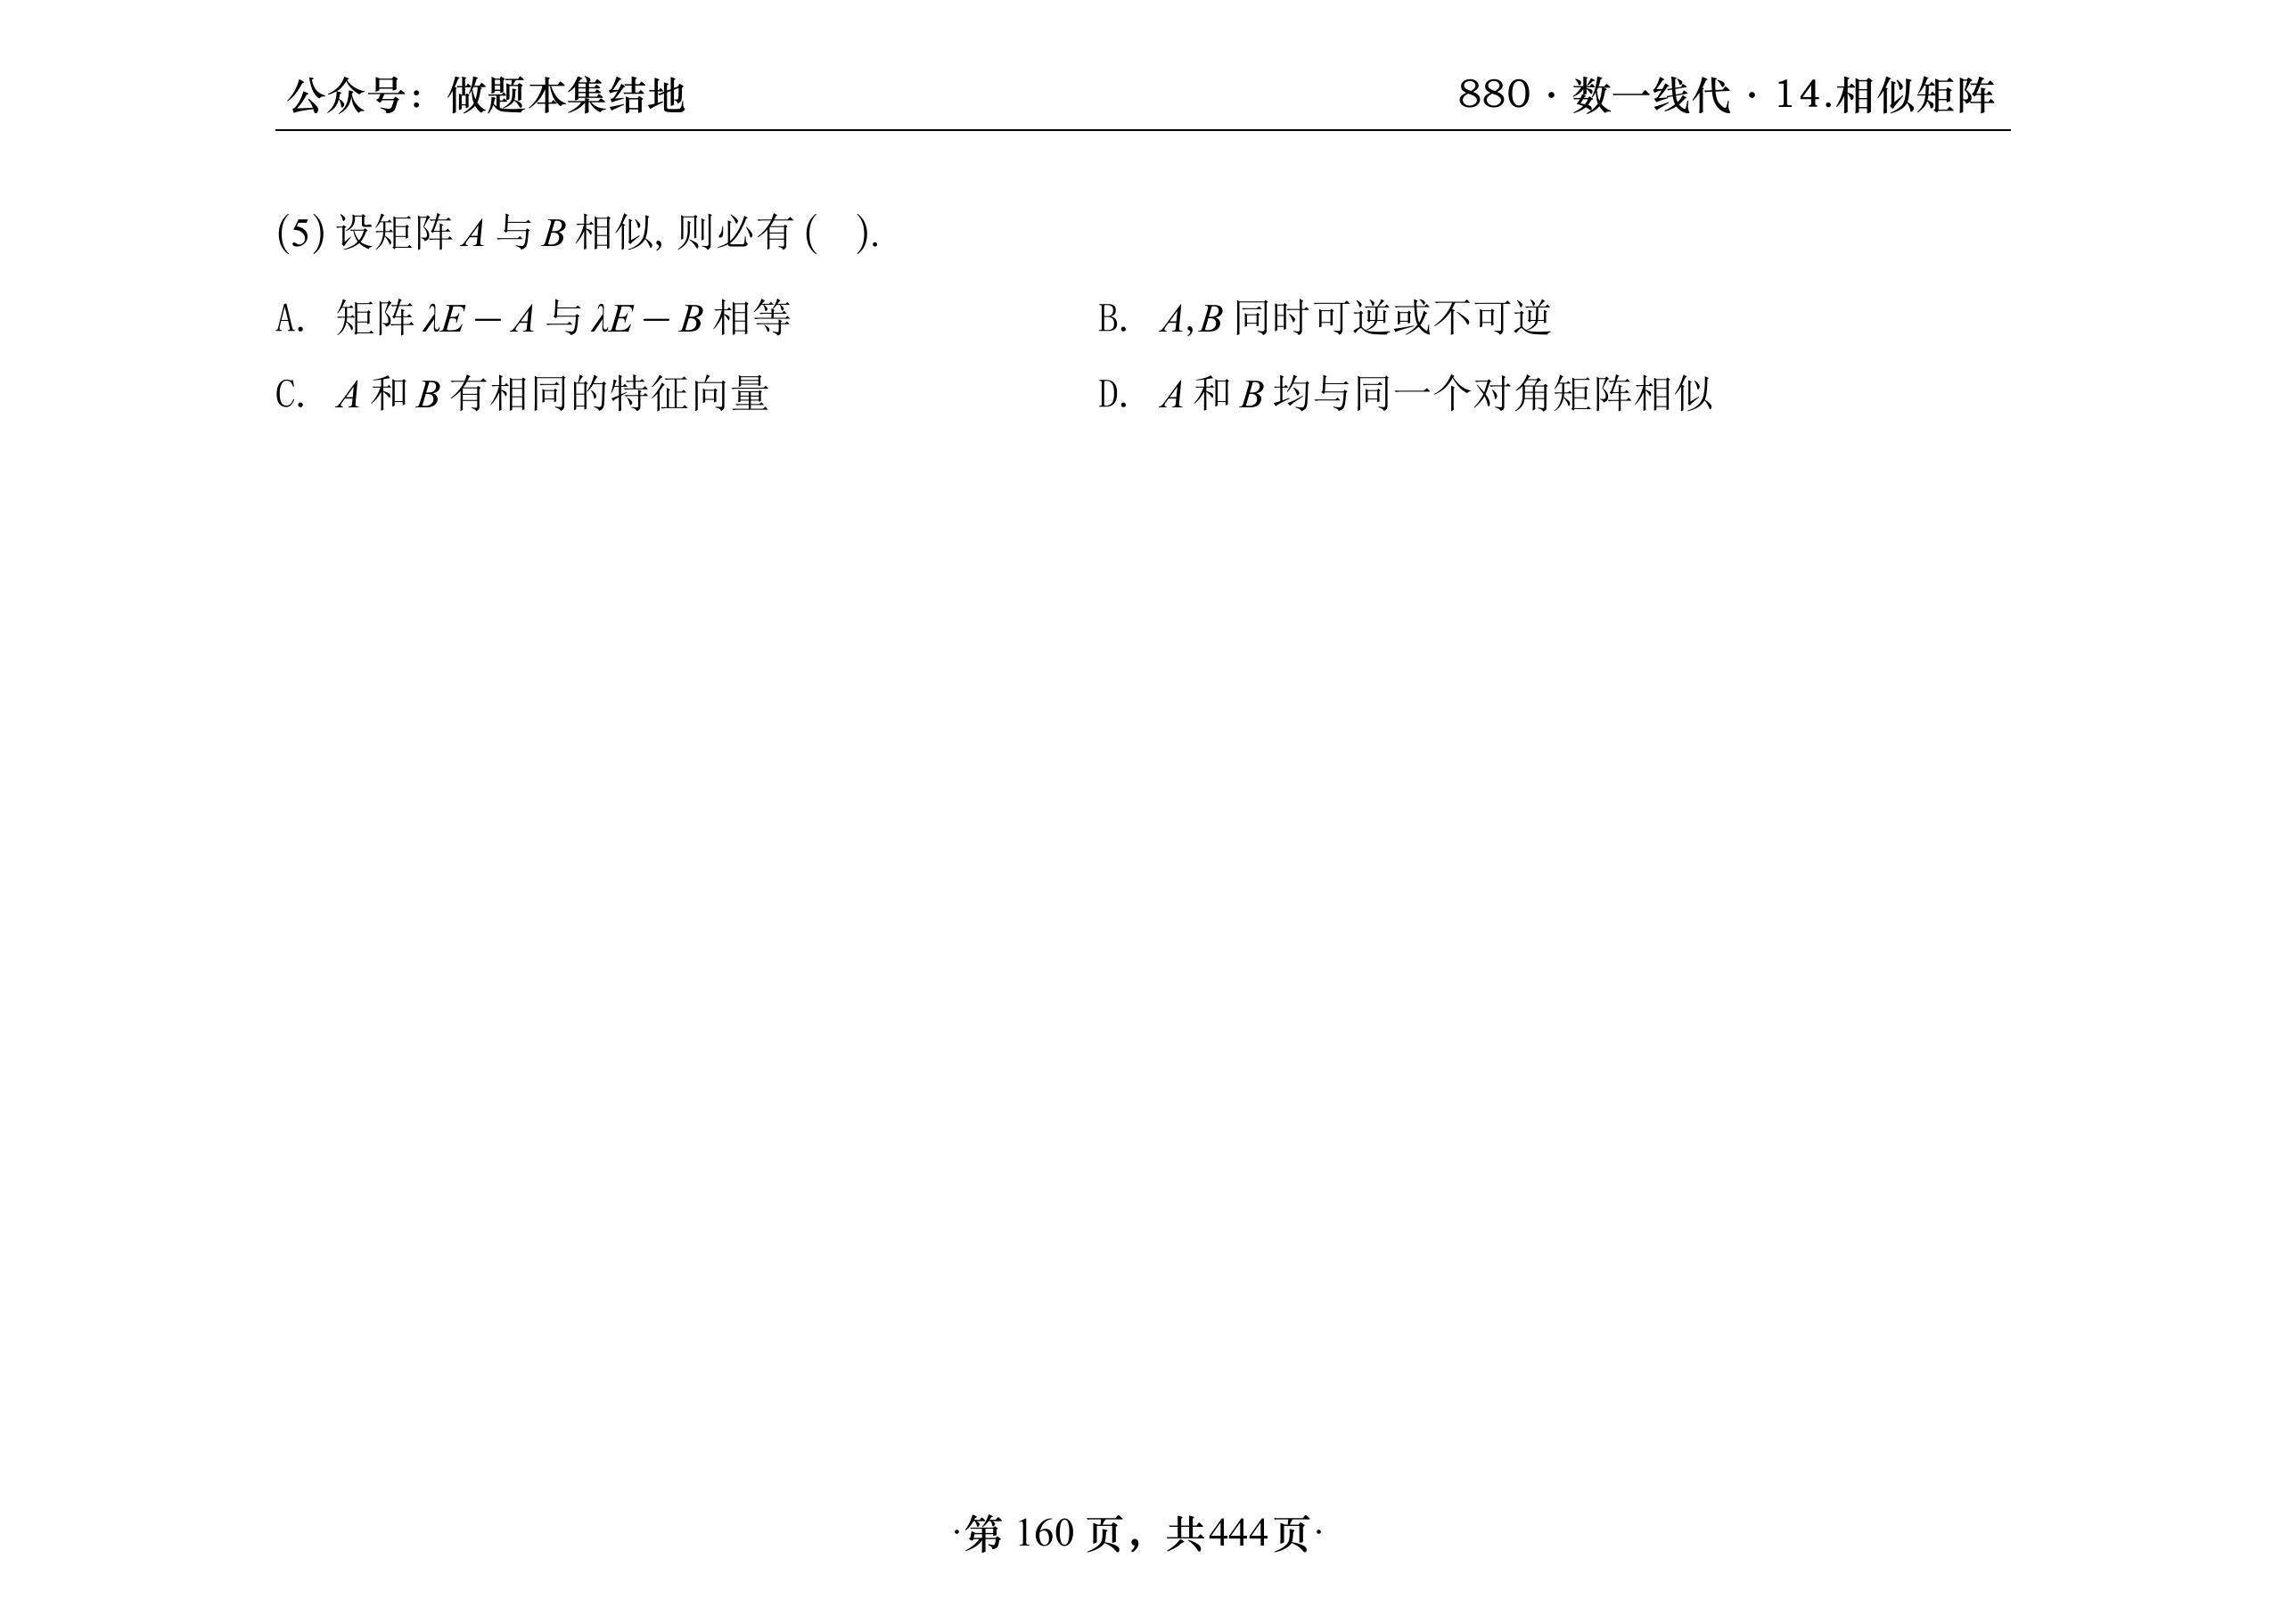 公众号：做题本集结地
880·数一线代·14.相似矩阵
(5) 设矩阵 A 与 B 相似, 则必有 (   ).
A. 矩阵 λE − A 与 λE − B 相等
B. A,B 同时可逆或不可逆
C. A 和 B 有相同的特征向量
D. A 和 B 均与同一个对角矩阵相似
·第 160 页，共444页·